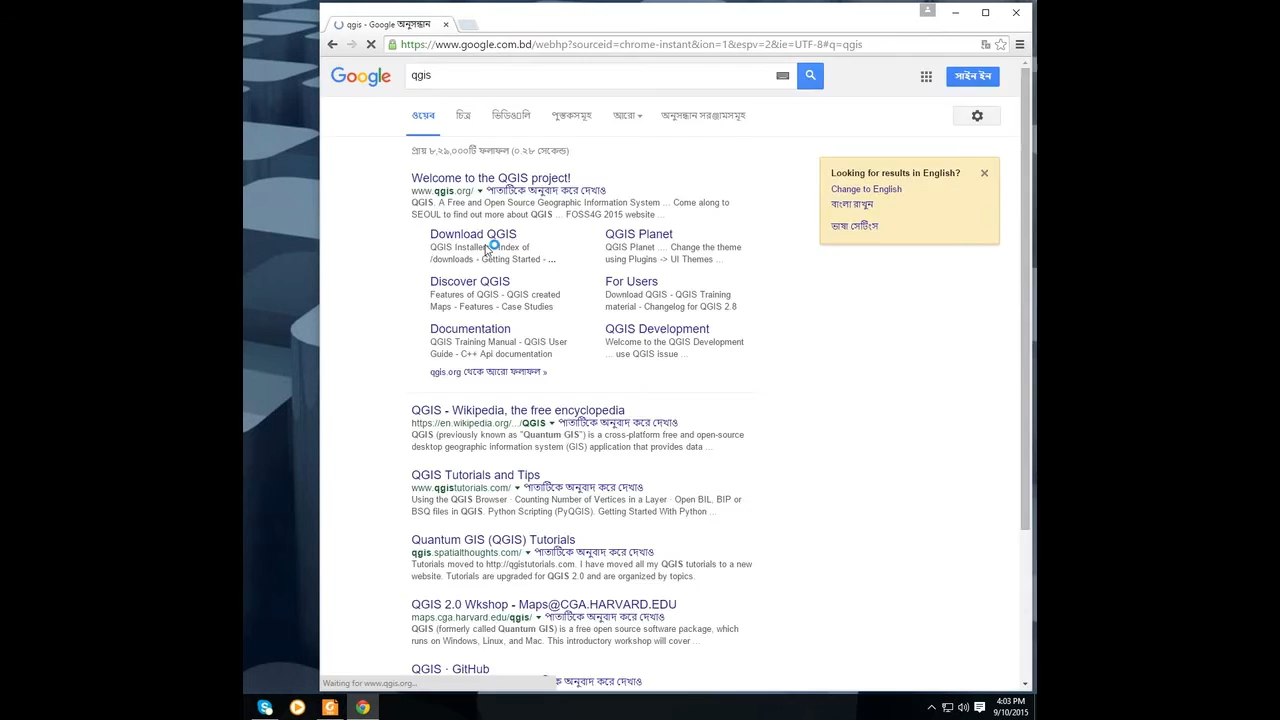 qgis - Google অনুসন্ধান
https://www.google.com.bd/webhp?sourceid=chrome-instant&ion=1&espv=2&ie=UTF-8#q=qgis
Google qgis সাইন ইন
ওয়েব চিত্র পুস্তকসমূহ আরো অনুসন্ধান সরঞ্জামসমূহ
প্রায় ৮,২৯,০০০টি ফলাফল (০.২৮ সেকেন্ড)
Welcome to the QGIS project!
www.qgis.org/ পাতাটিকে অনুবাদ করে দেখাও
QGIS. A Free and Open Source Geographic Information System ... Come along to
SEOUL to find out more about QGIS ... FOSS4G 2015 website ...
Download QGIS
QGIS Installer - Index of
/downloads - Getting Started - ...
QGIS Planet
QGIS Planet .... Change the theme
using Plugins -> UI Themes ...
Discover QGIS
Features of QGIS - QGIS created
Maps - Features - Case Studies
For Users
Download QGIS - QGIS Training
material - Changelog for QGIS 2.8
Documentation
QGIS Training Manual - QGIS User
Guide - C++ Api documentation
QGIS Development
Welcome to the QGIS Development
... use QGIS issue ...
qgis.org থেকে আরো ফলাফল »
QGIS - Wikipedia, the free encyclopedia
https://en.wikipedia.org/.../QGIS পাতাটিকে অনুবাদ করে দেখাও
QGIS (previously known as "Quantum GIS") is a cross-platform free and open-source
desktop geographic information system (GIS) application that provides data ...
QGIS Tutorials and Tips
www.qgistutorials.com/ পাতাটিকে অনুবাদ করে দেখাও
Using the QGIS Browser · Counting Number of Vertices in a Layer · Open BIL, BIP or
BSQ files in QGIS. Python Scripting (PyQGIS). Getting Started With Python ...
Quantum GIS (QGIS) Tutorials
qgis.spatialthoughts.com/ পাতাটিকে অনুবাদ করে দেখাও
Tutorials moved to http://qgistutorials.com. I have moved all my QGIS tutorials to a new
website. Tutorials are upgraded for QGIS 2.0 and are organized by topics.
QGIS 2.0 Wkshop - Maps@CGA.HARVARD.EDU
maps.cga.harvard.edu/qgis/ পাতাটিকে অনুবাদ করে দেখাও
QGIS (formerly called Quantum GIS) is a free open source software package, which
runs on Windows, Linux, and Mac. This introductory workshop will cover ...
QGIS · GitHub
পাতাটিকে অনুবাদ করে দেখাও
Looking for results in English?
Change to English
বাংলা রাখুন
ভাষা সেটিংস
Waiting for www.qgis.org...
4:03 PM
9/10/2015